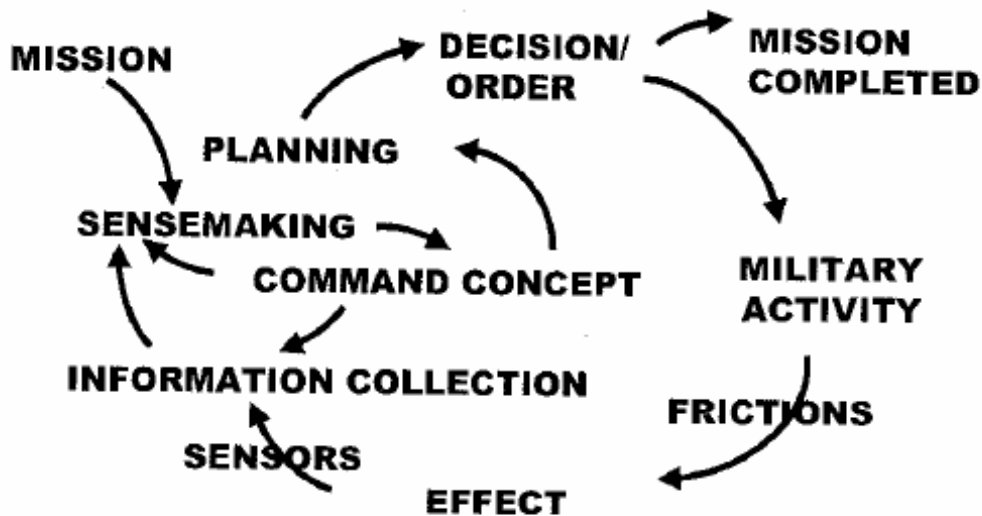 MISSION
DECISION/
ORDER
MISSION
COMPLETED
PLANNING
SENSEMAKING
COMMAND CONCEPT
MILITARY
ACTIVITY
INFORMATION COLLECTION
FRICTIONS
SENSORS
EFFECT